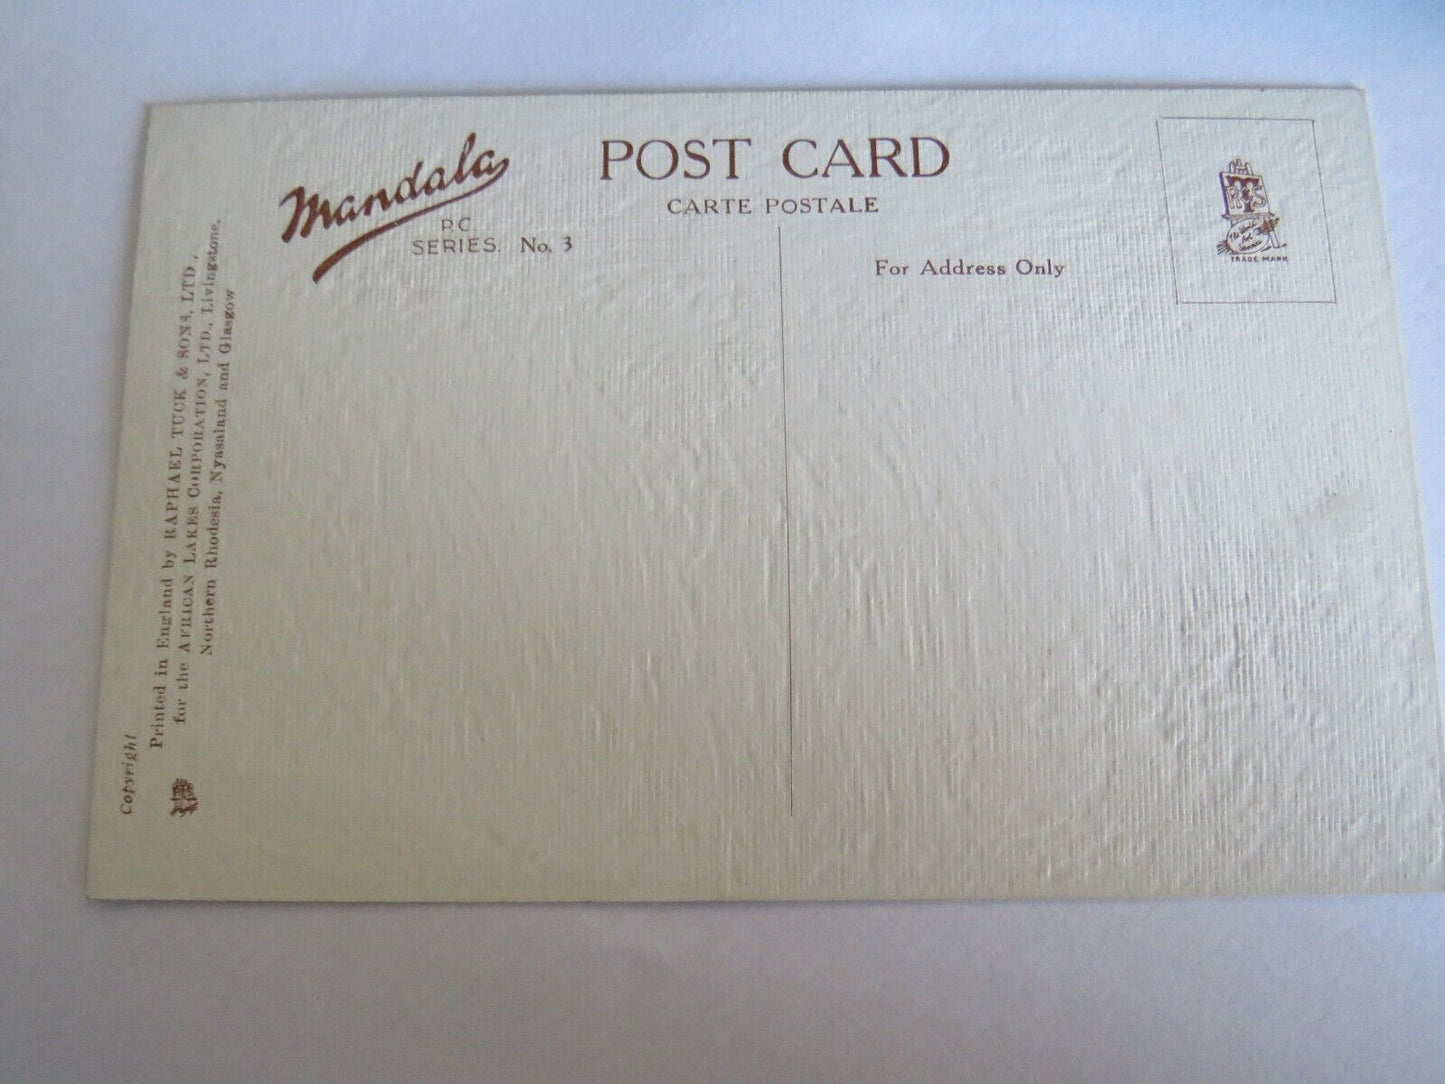 Mandala
P.C.
SERIES. No. 3
POST CARD
CARTE POSTALE
For Address Only
R T S
TRADE MARK
Copyright
Printed in England by RAPHAEL TUCK & SONS, LTD.,
for the AFRICAN LAKES CORPORATION, LTD., Livingstone,
Northern Rhodesia, Nyasaland and Glasgow